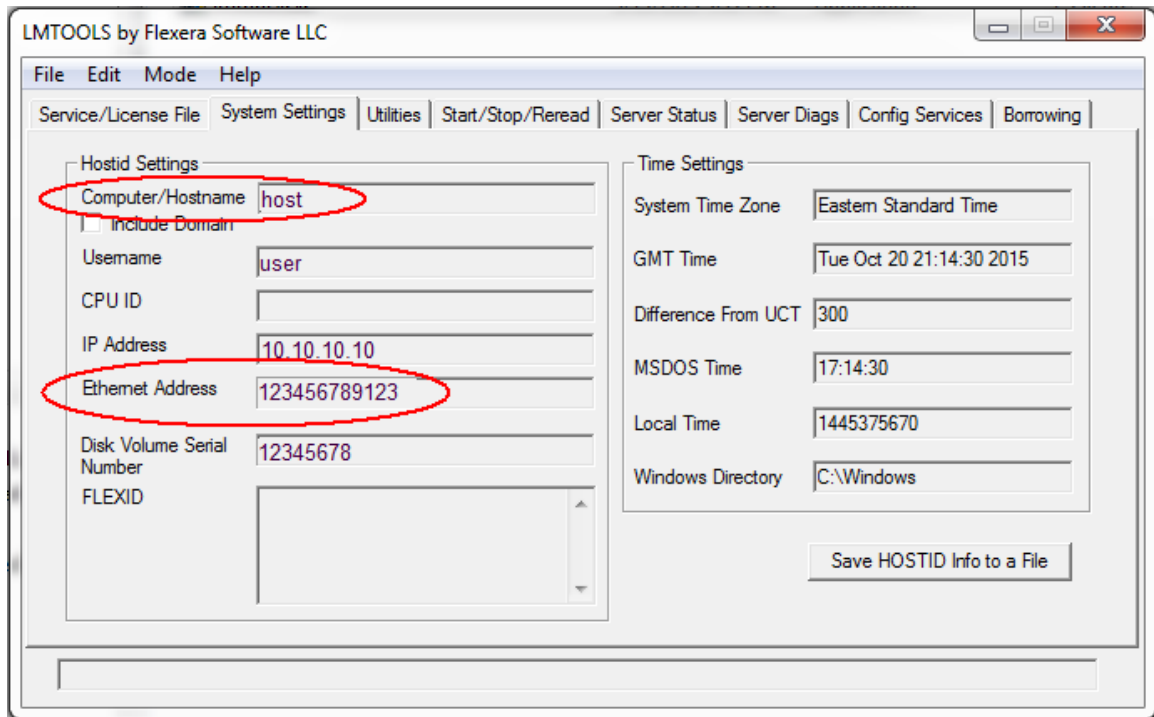 LMTOOLS by Flexera Software LLC
File Edit Mode Help
Service/License File System Settings Utilities Start/Stop/Reread Server Status Server Diags Config Services Borrowing
Hostid Settings
Computer/Hostname host
Include Domain
Username user
CPU ID
IP Address 10.10.10.10
Ethernet Address 123456789123
Disk Volume Serial
Number 12345678
FLEXID
Time Settings
System Time Zone Eastern Standard Time
GMT Time Tue Oct 20 21:14:30 2015
Difference From UCT 300
MSDOS Time 17:14:30
Local Time 1445375670
Windows Directory C:\Windows
Save HOSTID Info to a File